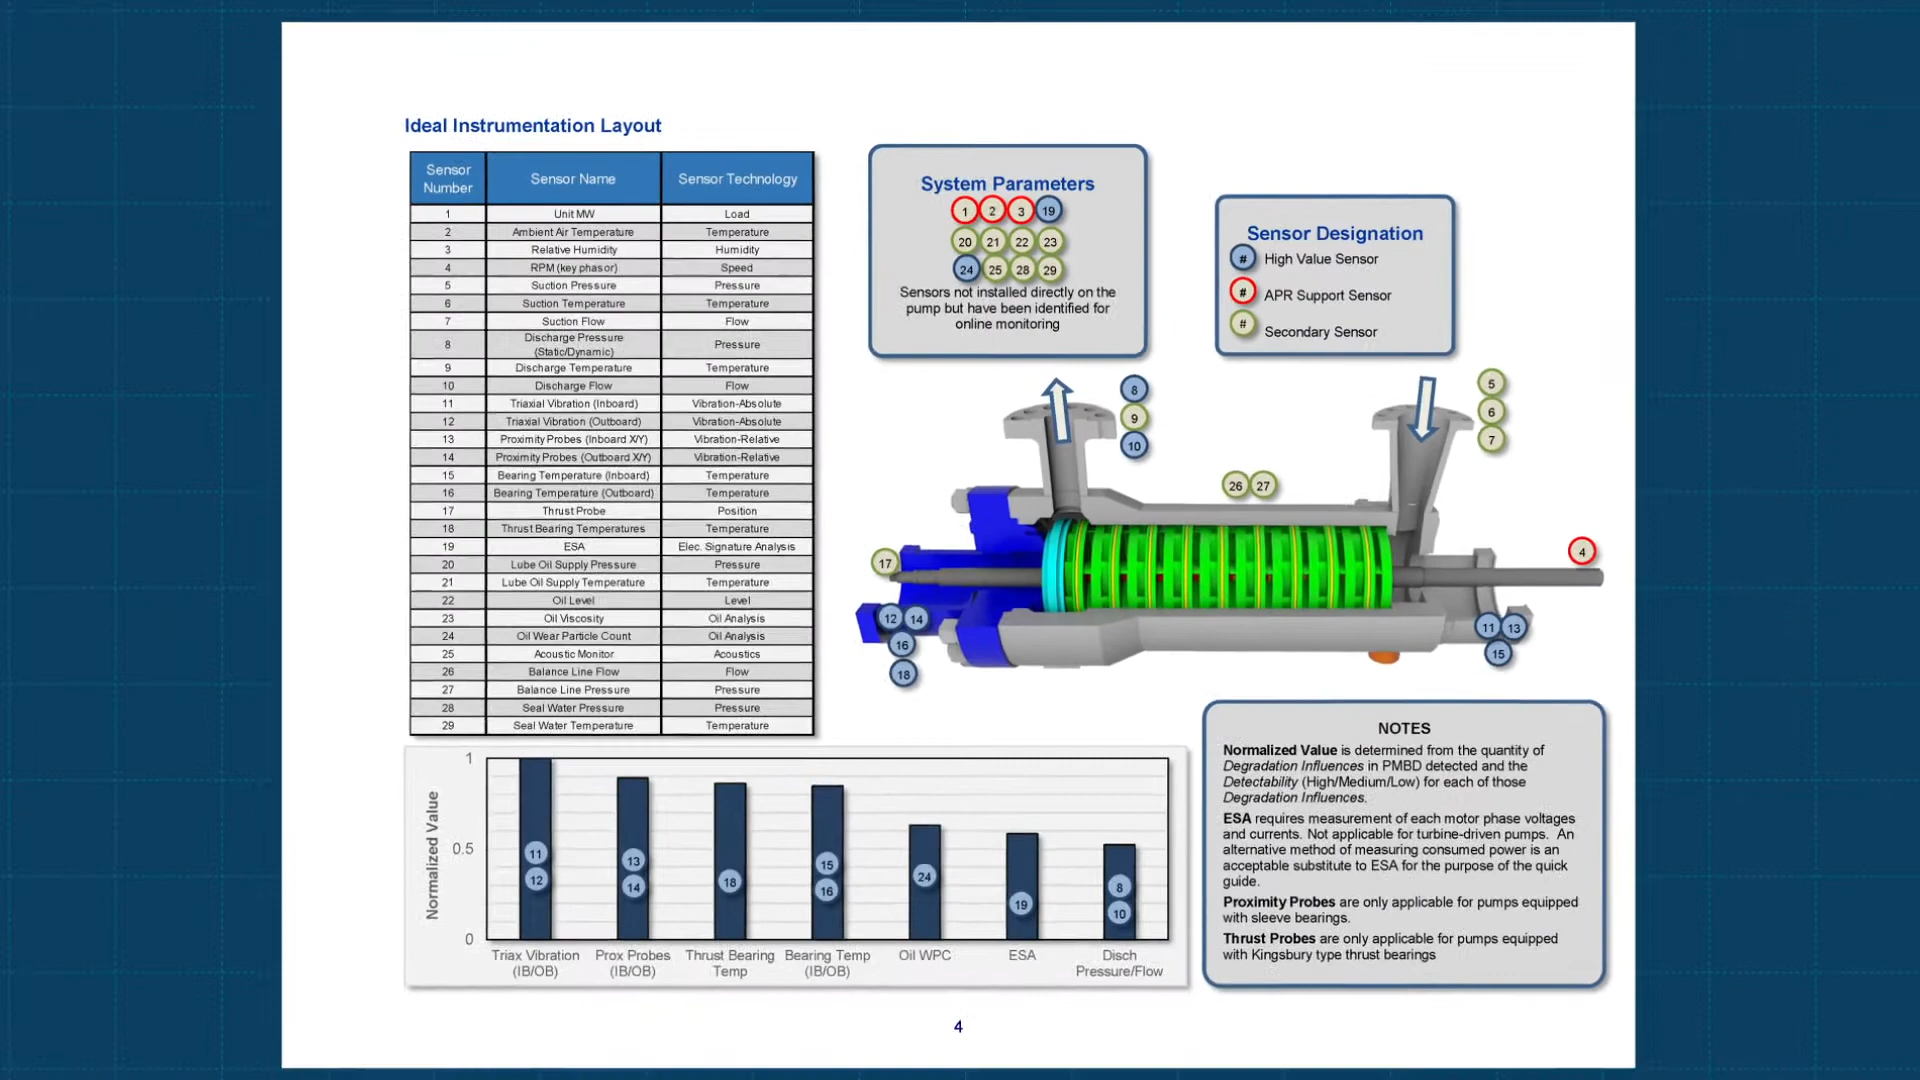 Ideal Instrumentation Layout
Sensor Number Sensor Name Sensor Technology
1 Unit MW Load
2 Ambient Air Temperature Temperature
3 Relative Humidity Humidity
4 RPM (key phasor) Speed
5 Suction Pressure Pressure
6 Suction Temperature Temperature
7 Suction Flow Flow
8 Discharge Pressure (Static/Dynamic) Pressure
9 Discharge Temperature Temperature
10 Discharge Flow Flow
11 Triaxial Vibration (Inboard) Vibration-Absolute
12 Triaxial Vibration (Outboard) Vibration-Absolute
13 Proximity Probes (Inboard X/Y) Vibration-Relative
14 Proximity Probes (Outboard X/Y) Vibration-Relative
15 Bearing Temperature (Inboard) Temperature
16 Bearing Temperature (Outboard) Temperature
17 Thrust Probe Position
18 Thrust Bearing Temperatures Temperature
19 ESA Elec. Signature Analysis
20 Lube Oil Supply Pressure Pressure
21 Lube Oil Supply Temperature Temperature
22 Oil Level Level
23 Oil Viscosity Oil Analysis
24 Oil Wear Particle Count Oil Analysis
25 Acoustic Monitor Acoustics
26 Balance Line Flow Flow
27 Balance Line Pressure Pressure
28 Seal Water Pressure Pressure
29 Seal Water Temperature Temperature
System Parameters
1 2 3 19
20 21 22 23
24 25 28 29
Sensors not installed directly on the
pump but have been identified for
online monitoring
Sensor Designation
# High Value Sensor
# APR Support Sensor
# Secondary Sensor
8
9
10
5
6
7
26 27
17
4
12 14
16
18
11 13
15
Normalized Value
1
0.5
0
11
12
13
14
18
15
16
24
19
8
10
Triax Vibration (IB/OB)
Prox Probes (IB/OB)
Thrust Bearing Temp
Bearing Temp (IB/OB)
Oil WPC
ESA
Disch Pressure/Flow
NOTES
Normalized Value is determined from the quantity of
Degradation Influences in PMBD detected and the
Detectability (High/Medium/Low) for each of those
Degradation Influences.
ESA requires measurement of each motor phase voltages
and currents. Not applicable for turbine-driven pumps. An
alternative method of measuring consumed power is an
acceptable substitute to ESA for the purpose of the quick
guide.
Proximity Probes are only applicable for pumps equipped
with sleeve bearings.
Thrust Probes are only applicable for pumps equipped
with Kingsbury type thrust bearings
4